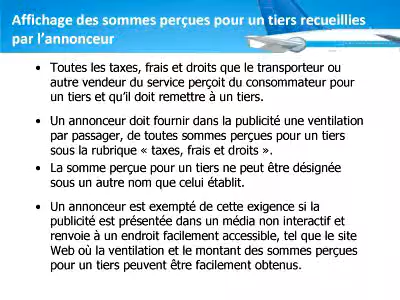 Affichage des sommes perçues pour un tiers recueillies
par l’annonceur
• Toutes les taxes, frais et droits que le transporteur ou
autre vendeur du service perçoit du consommateur pour
un tiers et qu’il doit remettre à un tiers.
• Un annonceur doit fournir dans la publicité une ventilation
par passager, de toutes sommes perçues pour un tiers
sous la rubrique « taxes, frais et droits ».
• La somme perçue pour un tiers ne peut être désignée
sous un autre nom que celui établit.
• Un annonceur est exempté de cette exigence si la
publicité est présentée dans un média non interactif et
renvoie à un endroit facilement accessible, tel que le site
Web où la ventilation et le montant des sommes perçues
pour un tiers peuvent être facilement obtenus.